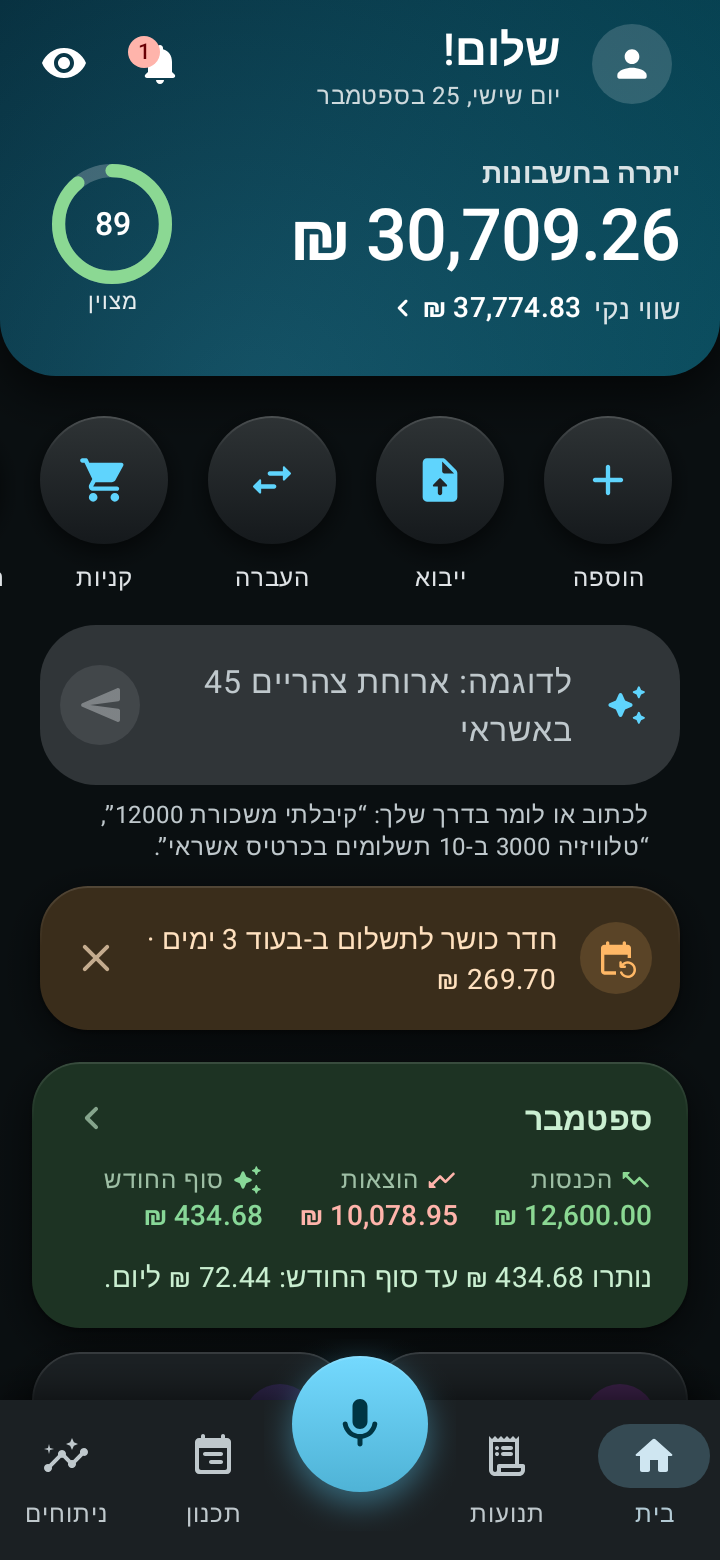 שלום!
יום שישי, 25 בספטמבר
1
יתרה בחשבונות
30,709.26 ₪
שווי נקי 37,774.83 ₪
89
מצוין
הוספה
ייבוא
העברה
קניות
לדוגמה: ארוחת צהריים 45
באשראי
לכתוב או לומר בדרך שלך: “קיבלתי משכורת 12000”,
“טלוויזיה 3000 ב-10 תשלומים בכרטיס אשראי”.
חדר כושר לתשלום ב-בעוד 3 ימים ·
269.70 ₪
ספטמבר
הכנסות
12,600.00 ₪
הוצאות
10,078.95 ₪
סוף החודש
434.68 ₪
נותרו 434.68 ₪ עד סוף החודש: 72.44 ₪ ליום.
בית
תנועות
תכנון
ניתוחים